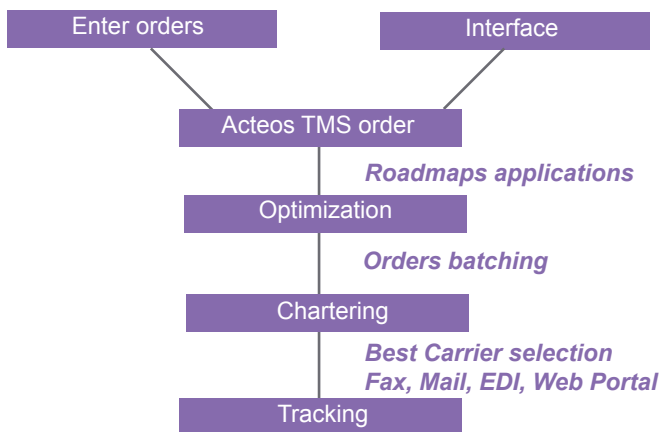 Enter orders
Interface
Acteos TMS order
Roadmaps applications
Optimization
Orders batching
Chartering
Best Carrier selection
Fax, Mail, EDI, Web Portal
Tracking